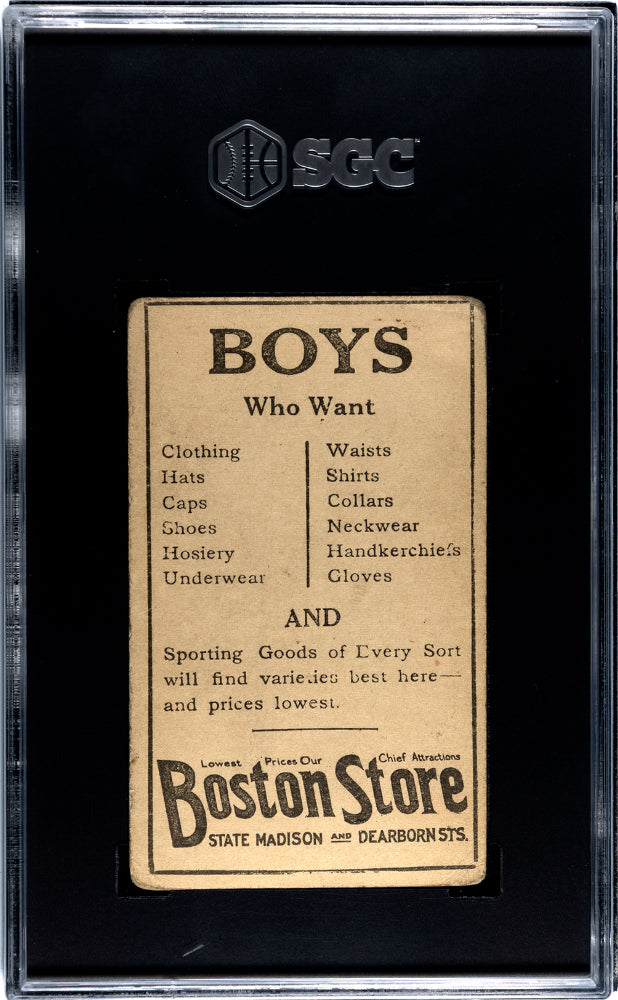 SGC
BOYS
Who Want
Clothing
Hats
Caps
Shoes
Hosiery
Underwear
Waists
Shirts
Collars
Neckwear
Handkerchiefs
Gloves
AND
Sporting Goods of Every Sort
will find varieties best here—
and prices lowest.
Lowest Prices Our Chief Attractions
Boston Store
STATE MADISON AND DEARBORN STS.